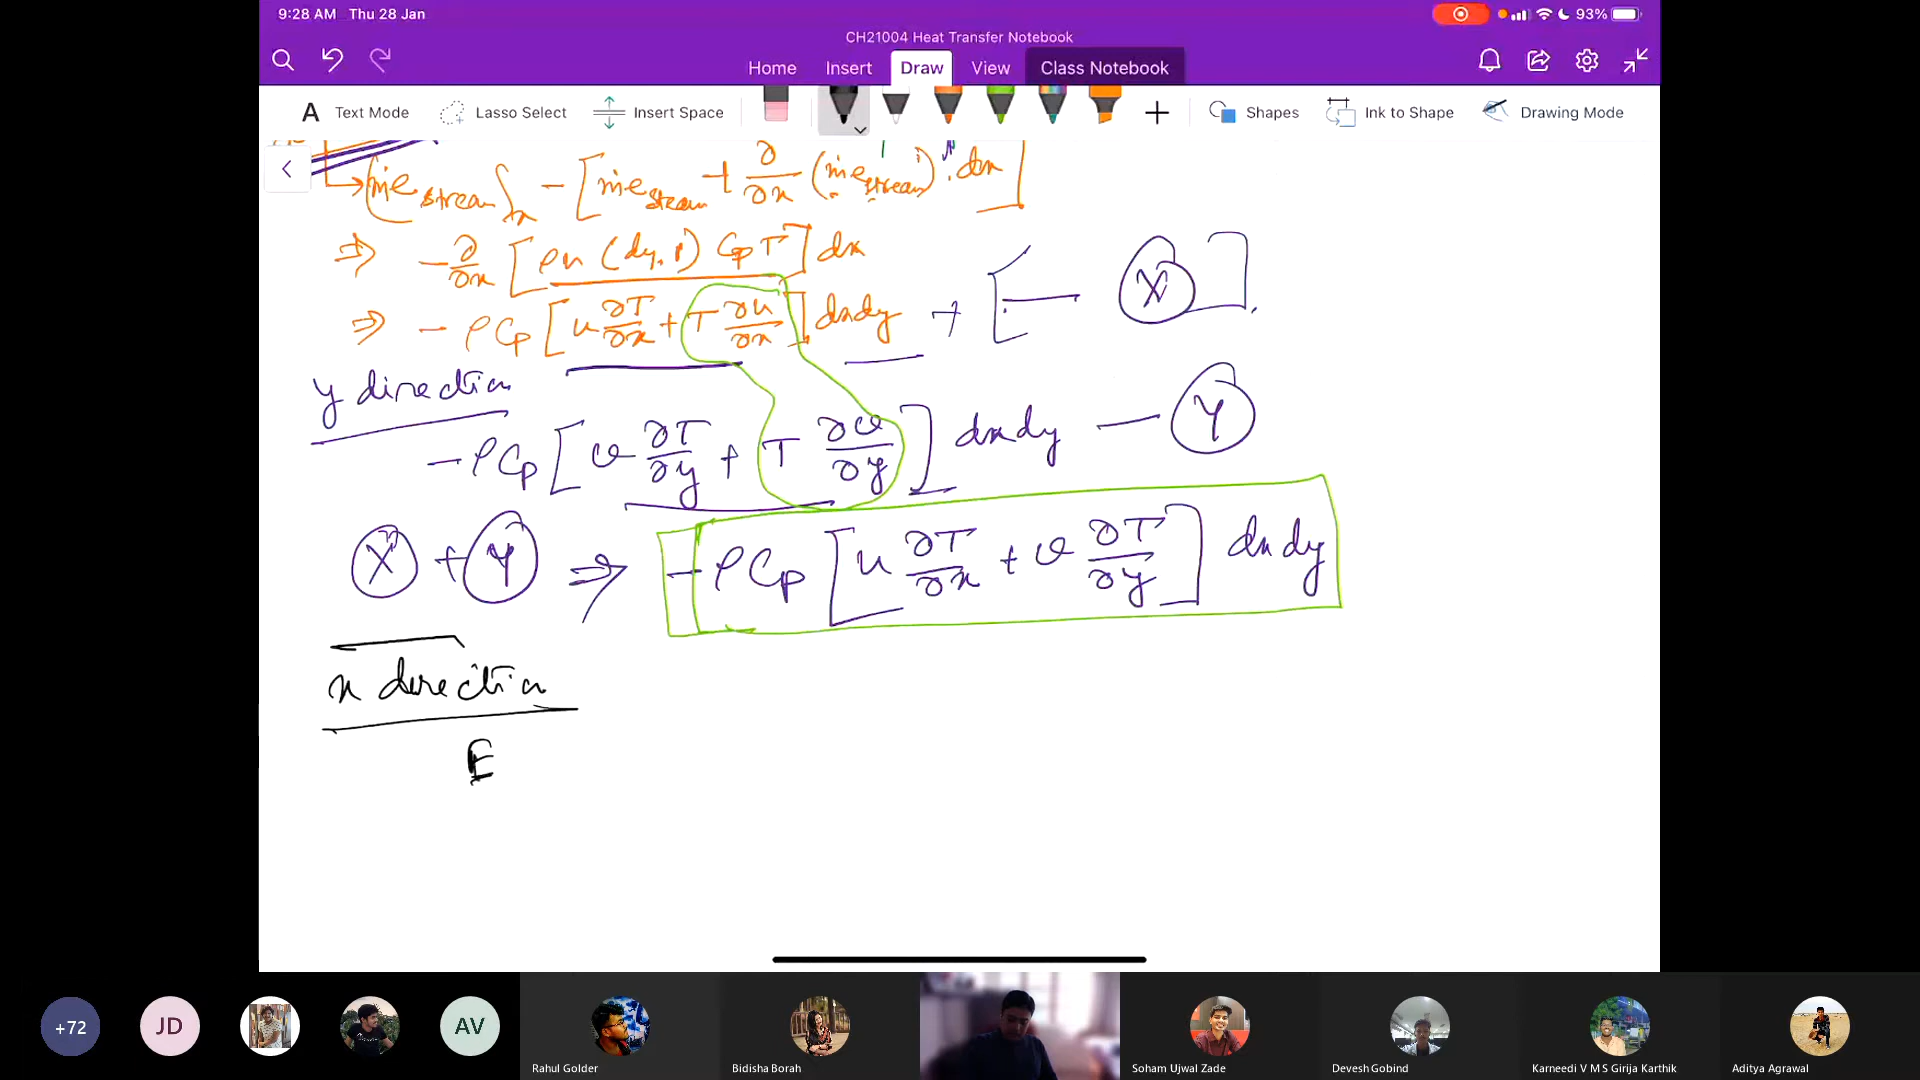 9:28 AM Thu 28 Jan
93%
CH21004 Heat Transfer Notebook
Home Insert Draw View Class Notebook
A Text Mode Lasso Select Insert Space Shapes Ink to Shape Drawing Mode
(ṁe stream)x − [ṁe stream + ∂/∂x (ṁe stream) . dx]
⇒ − ∂/∂x [ρu (dy.1) Cp T] dx
⇒ − ρCp [u ∂T/∂x + T ∂u/∂x] dxdy + [— X].
y direction
− ρCp [v ∂T/∂y + T ∂v/∂y] dxdy — Y
X + Y ⇒ − ρCp [u ∂T/∂x + v ∂T/∂y] dxdy
x direction
E
+72 JD AV
Rahul Golder Bidisha Borah Soham Ujwal Zade Devesh Gobind Karneedi V M S Girija Karthik Aditya Agrawal